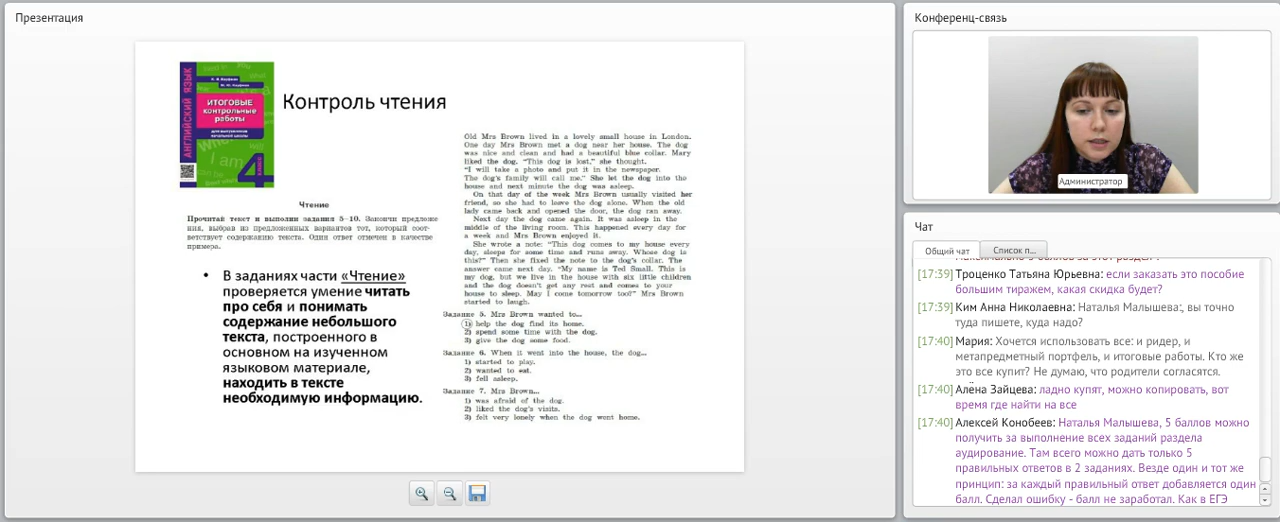 Презентация
АНГЛИЙСКИЙ ЯЗЫК
ИТОГОВЫЕ
контрольные
работы
4
Контроль чтения
Чтение
Прочитай текст и выполни задания 5–10. Закончи предложе
ния, выбрав из предложенных вариантов тот, который соот-
ветствует содержанию текста. Один ответ отмечен в качестве
примера.
• В заданиях части «Чтение»
проверяется умение читать
про себя и понимать
содержание небольшого
текста, построенного в
основном на изученном
языковом материале,
находить в тексте
необходимую информацию.
Old Mrs Brown lived in a lovely small house in London.
One day Mrs Brown met a dog near her house. The dog
was nice and clean and had a beautiful blue collar. Mary
liked the dog. “This dog is lost,” she thought.
“I will take a photo and put it in the newspaper.
The dog’s family will call me.” She let the dog into the
house and next minute the dog was asleep.
On that day of the week Mrs Brown usually visited her
friend, so she had to leave the dog alone. When the old
lady came back and opened the door, the dog ran away.
Next day the dog came again. It was asleep in the
middle of the living room. This happened every day for
a week and Mrs Brown enjoyed it.
She wrote a note: “This dog comes to my house every
day, sleeps for some time and runs away. Whose dog is
this?” Then she fixed the note to the dog’s collar. The
answer came next day. “My name is Ted Small. This is
my dog, but we live in the house with six little children
and the dog doesn’t get any rest and comes to your
house to sleep. May I come tomorrow too?” Mrs Brown
started to laugh.
Задание 5. Mrs Brown wanted to...
1) help the dog find its home.
2) spend some time with the dog.
3) give the dog some food.
Задание 6. When it went into the house, the dog...
1) started to play.
2) wanted to eat.
3) fell asleep.
Задание 7. Mrs Brown...
1) was afraid of the dog.
2) liked the dog’s visits.
3) felt very lonely when the dog went home.
Конференц-связь
Администратор
Чат
Общий чат
Список п...
[17:39] Троценко Татьяна Юрьевна: если заказать это пособие
большим тиражем, какая скидка будет?
[17:39] Ким Анна Николаевна: Наталья Малышева:, вы точно
туда пишете, куда надо?
[17:40] Мария: Хочется использовать все: и ридер, и
метапредметный портфель, и итоговые работы. Кто же
это все купит? Не думаю, что родители согласятся.
[17:40] Алёна Зайцева: ладно купят, можно копировать, вот
время где найти на все
[17:40] Алексей Конобеев: Наталья Малышева, 5 баллов можно
получить за выполнение всех заданий раздела
аудирование. Там всего можно дать только 5
правильных ответов в 2 заданиях. Везде один и тот же
принцип: за каждый правильный ответ добавляется один
балл. Сделал ошибку - балл не заработал. Как в ЕГЭ